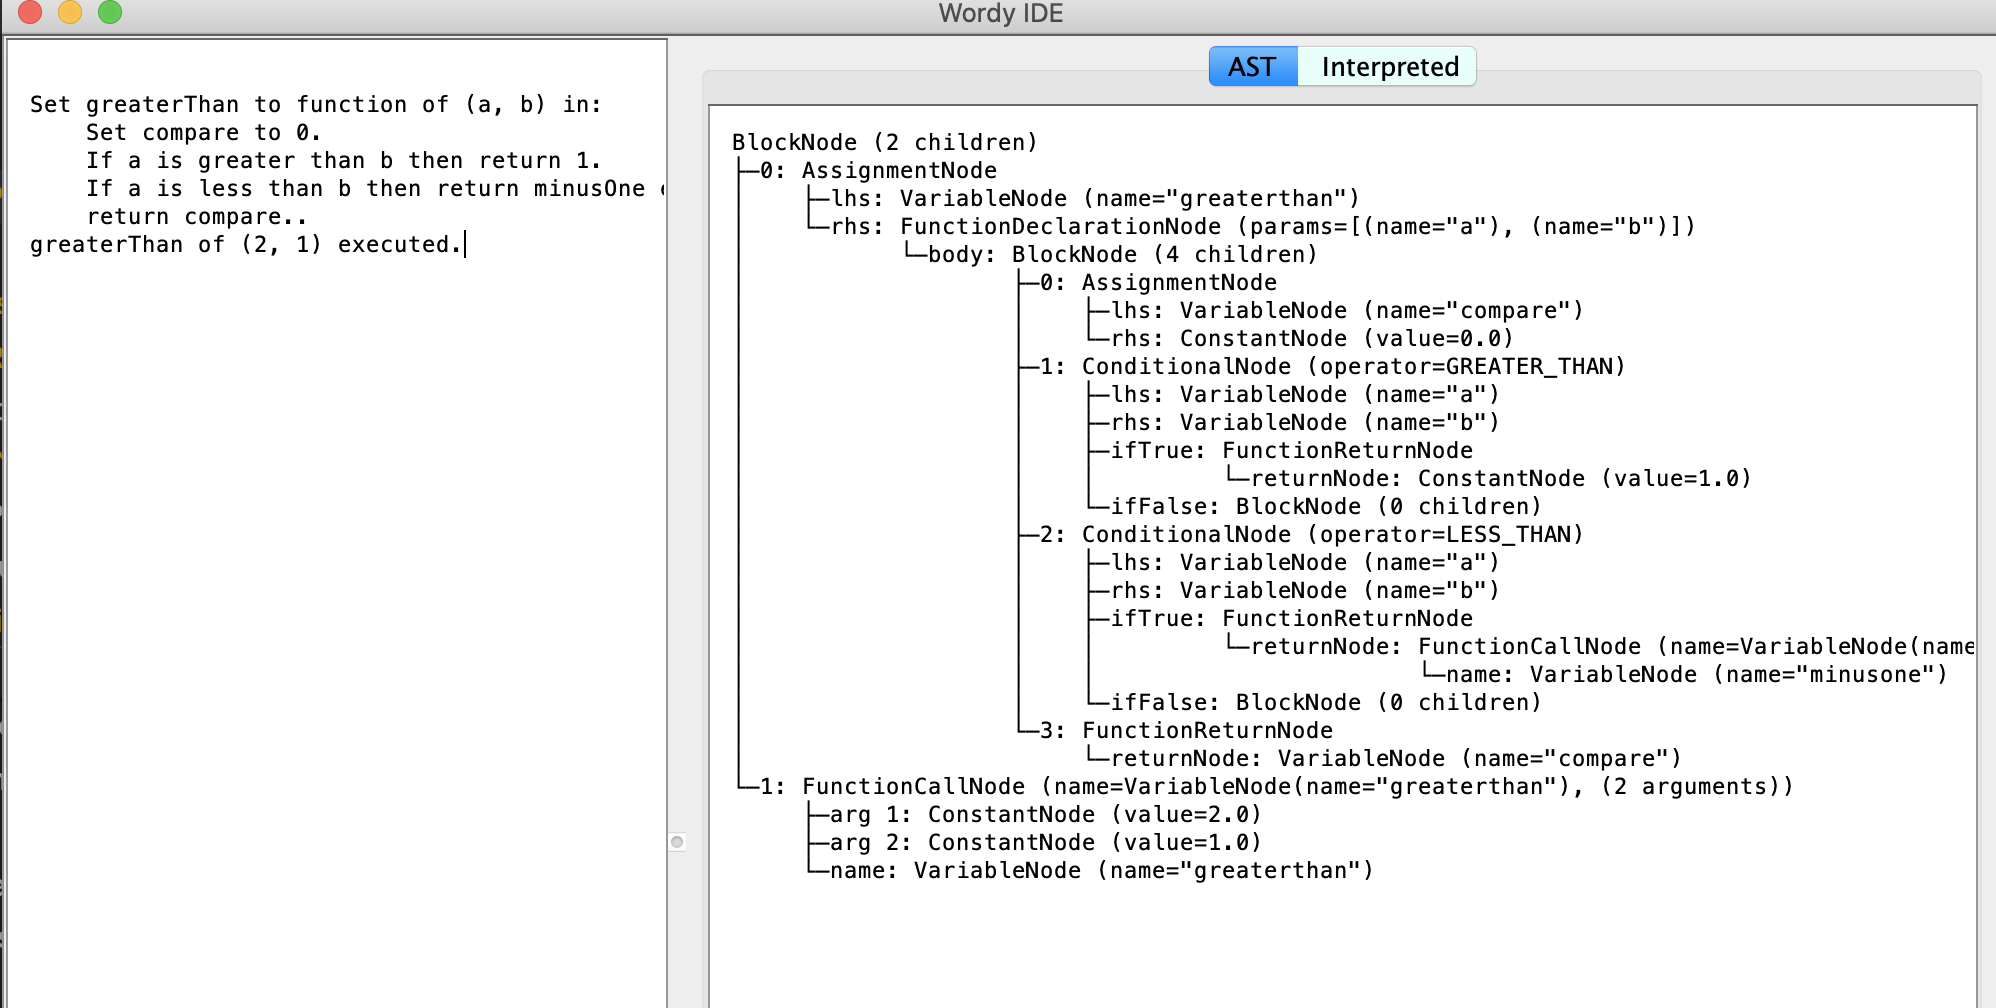 Wordy IDE
Set greaterThan to function of (a, b) in:
    Set compare to 0.
    If a is greater than b then return 1.
    If a is less than b then return minusOne
    return compare..
greaterThan of (2, 1) executed.
AST Interpreted
BlockNode (2 children)
├─0: AssignmentNode
│    ├─lhs: VariableNode (name="greaterthan")
│    └─rhs: FunctionDeclarationNode (params=[(name="a"), (name="b")])
│           └─body: BlockNode (4 children)
│                   ├─0: AssignmentNode
│                   │    ├─lhs: VariableNode (name="compare")
│                   │    └─rhs: ConstantNode (value=0.0)
│                   ├─1: ConditionalNode (operator=GREATER_THAN)
│                   │    ├─lhs: VariableNode (name="a")
│                   │    ├─rhs: VariableNode (name="b")
│                   │    ├─ifTrue: FunctionReturnNode
│                   │    │         └─returnNode: ConstantNode (value=1.0)
│                   │    └─ifFalse: BlockNode (0 children)
│                   ├─2: ConditionalNode (operator=LESS_THAN)
│                   │    ├─lhs: VariableNode (name="a")
│                   │    ├─rhs: VariableNode (name="b")
│                   │    ├─ifTrue: FunctionReturnNode
│                   │    │         └─returnNode: FunctionCallNode (name=VariableNode(name
│                   │    │                       └─name: VariableNode (name="minusone")
│                   │    └─ifFalse: BlockNode (0 children)
│                   └─3: FunctionReturnNode
│                        └─returnNode: VariableNode (name="compare")
└─1: FunctionCallNode (name=VariableNode(name="greaterthan"), (2 arguments))
     ├─arg 1: ConstantNode (value=2.0)
     ├─arg 2: ConstantNode (value=1.0)
     └─name: VariableNode (name="greaterthan")